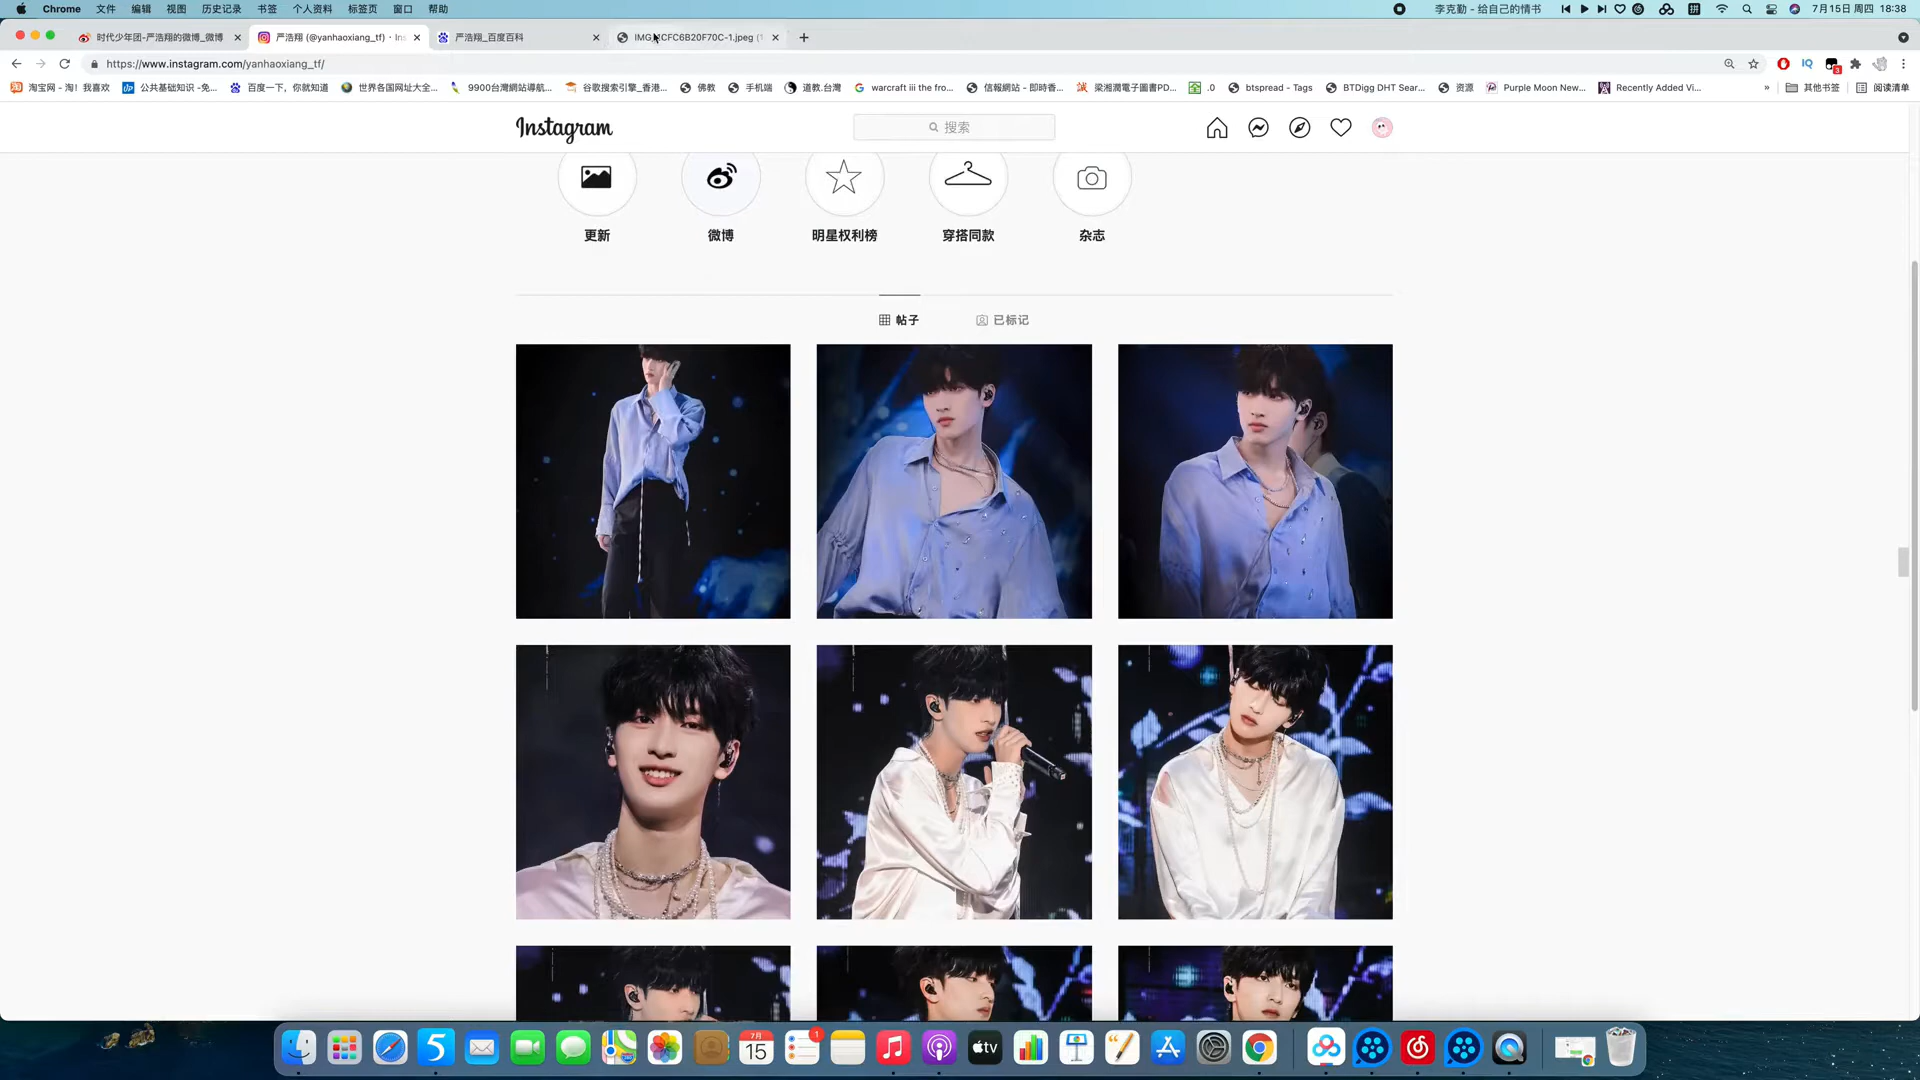 Chrome 文件 编辑 视图 历史记录 书签 个人资料 标签页 窗口 帮助 李克勤 - 给自己的情书 拼 7月15日 周四 18:38
时代少年团-严浩翔的微博_微博 严浩翔 (@yanhaoxiang_tf) • Ins 严浩翔_百度百科
https://www.instagram.com/yanhaoxiang_tf/ IQ 3
淘宝网 - 淘！我喜欢 公共基础知识 -免... 百度一下，你就知道 世界各国网址大全... 9900台灣網站導航... 谷歌搜索引擎_香港... 佛教 手机端 道教.台灣 warcraft iii the fro... 信報網站 - 即時香... 梁湘潤電子圖書PD... .0 btspread - Tags BTDigg DHT Sear... 资源 Purple Moon New... Recently Added Vi... » 其他书签 阅读清单
Instagram 搜索
更新 微博 明星权利榜 穿搭同款 杂志
帖子 已标记
5 7月 15 1 tv